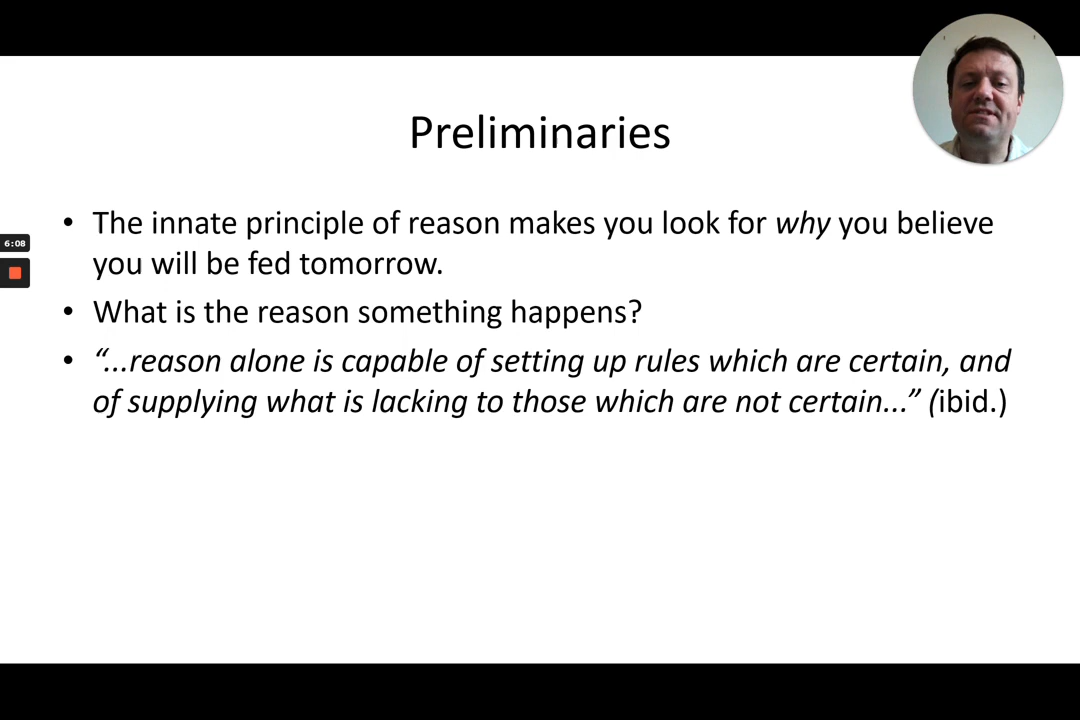 Preliminaries
• The innate principle of reason makes you look for why you believe
you will be fed tomorrow.
• What is the reason something happens?
• “...reason alone is capable of setting up rules which are certain, and
of supplying what is lacking to those which are not certain...” (ibid.)
6:08